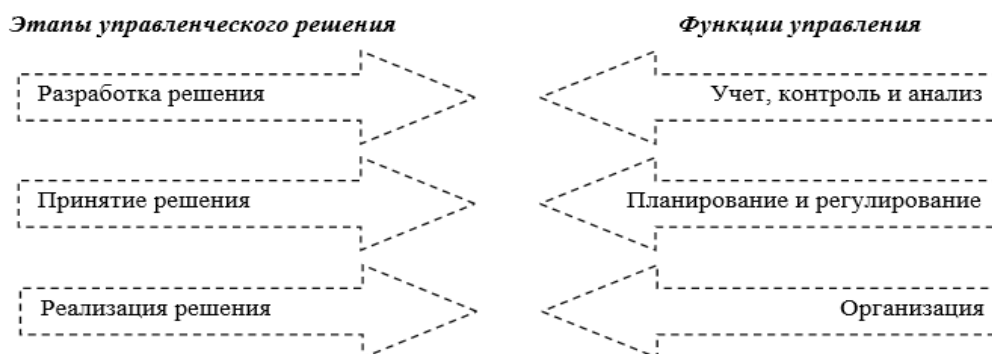 Этапы управленческого решения
Функции управления
Разработка решения
Учет, контроль и анализ
Принятие решения
Планирование и регулирование
Реализация решения
Организация